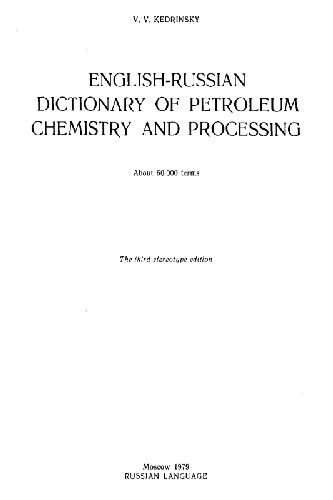 V. V. KEDRINSKY
ENGLISH-RUSSIAN
DICTIONARY OF PETROLEUM
CHEMISTRY AND PROCESSING
About 60 000 terms
The third stereotype edition
Moscow 1979
RUSSIAN LANGUAGE